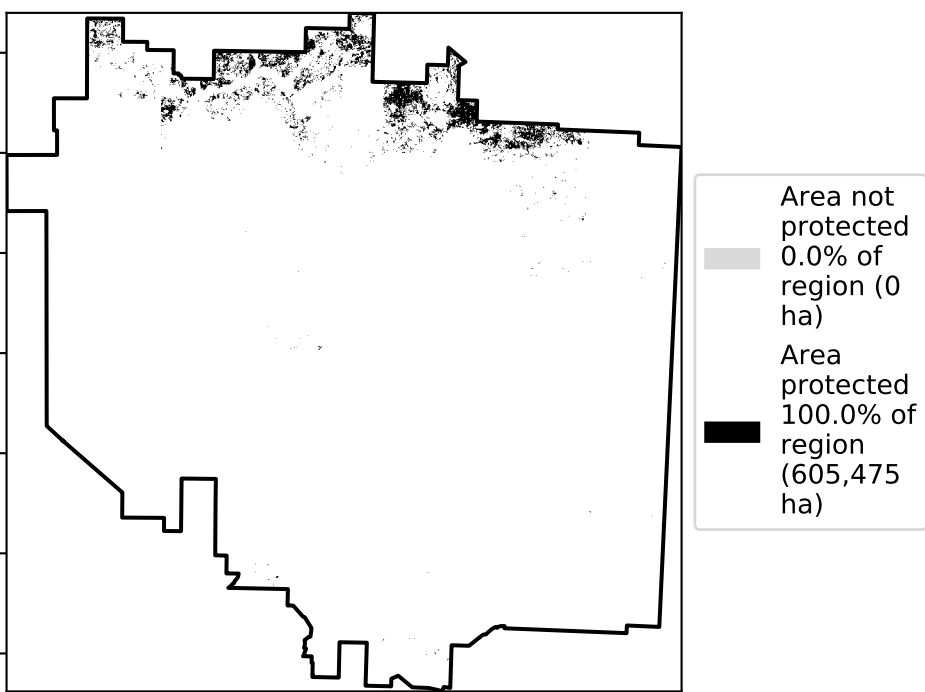 Area not
protected
0.0% of
region (0
ha)
Area
protected
100.0% of
region
(605,475
ha)